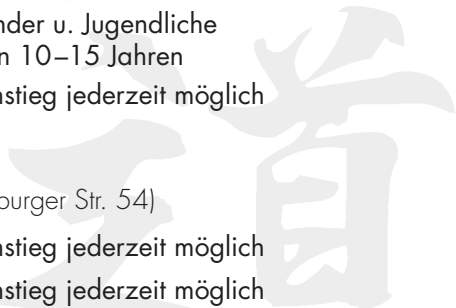 nder u. Jugendliche
n 10–15 Jahren
nstieg jederzeit möglich
burger Str. 54)
nstieg jederzeit möglich
nstieg jederzeit möglich